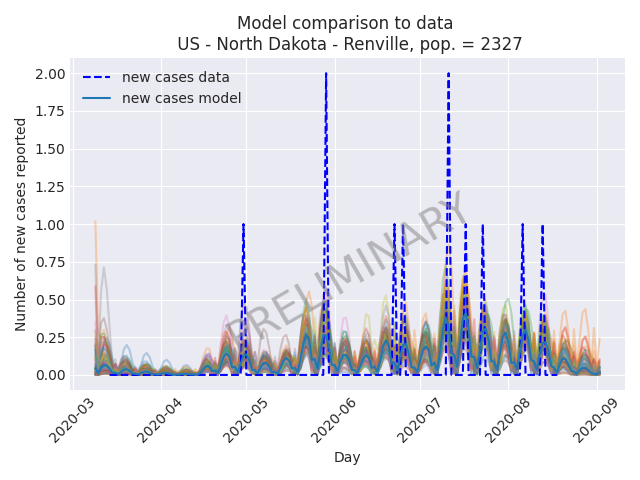 Model comparison to data
US - North Dakota - Renville, pop. = 2327
new cases data
new cases model
Number of new cases reported
2.00
1.75
1.50
1.25
1.00
0.75
0.50
0.25
0.00
PRELIMINARY
2020-03
2020-04
2020-05
2020-06
2020-07
2020-08
2020-09
Day